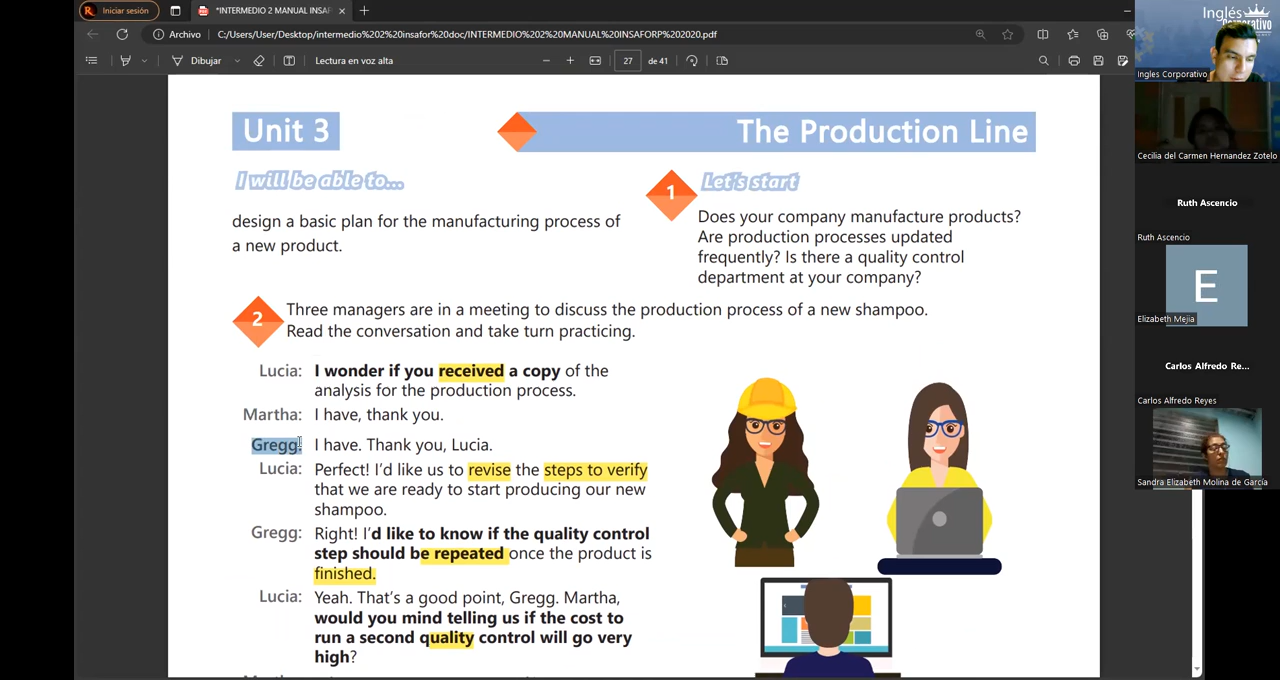 Iniciar sesión
*INTERMEDIO 2 MANUAL INSAF
Archivo
C:/Users/User/Desktop/intermedio%202%20insafor%20doc/INTERMEDIO%202%20MANUAL%20INSAFORP%202020.pdf
Dibujar
Lectura en voz alta
27
de 41
Unit 3
The Production Line
I will be able to...
design a basic plan for the manufacturing process of
a new product.
1
Let's start
Does your company manufacture products?
Are production processes updated
frequently? Is there a quality control
department at your company?
2
Three managers are in a meeting to discuss the production process of a new shampoo.
Read the conversation and take turn practicing.
Lucia: I wonder if you received a copy of the
analysis for the production process.
Martha: I have, thank you.
Gregg: I have. Thank you, Lucia.
Lucia: Perfect! I'd like us to revise the steps to verify
that we are ready to start producing our new
shampoo.
Gregg: Right! I'd like to know if the quality control
step should be repeated once the product is
finished.
Lucia: Yeah. That's a good point, Gregg. Martha,
would you mind telling us if the cost to
run a second quality control will go very
high?
Inglés
Corporativo
Ingles Corporativo
Cecilia del Carmen Hernandez Zotelo
Ruth Ascencio
Ruth Ascencio
E
Elizabeth Mejia
Carlos Alfredo Re...
Carlos Alfredo Reyes
Sandra Elizabeth Molina de García